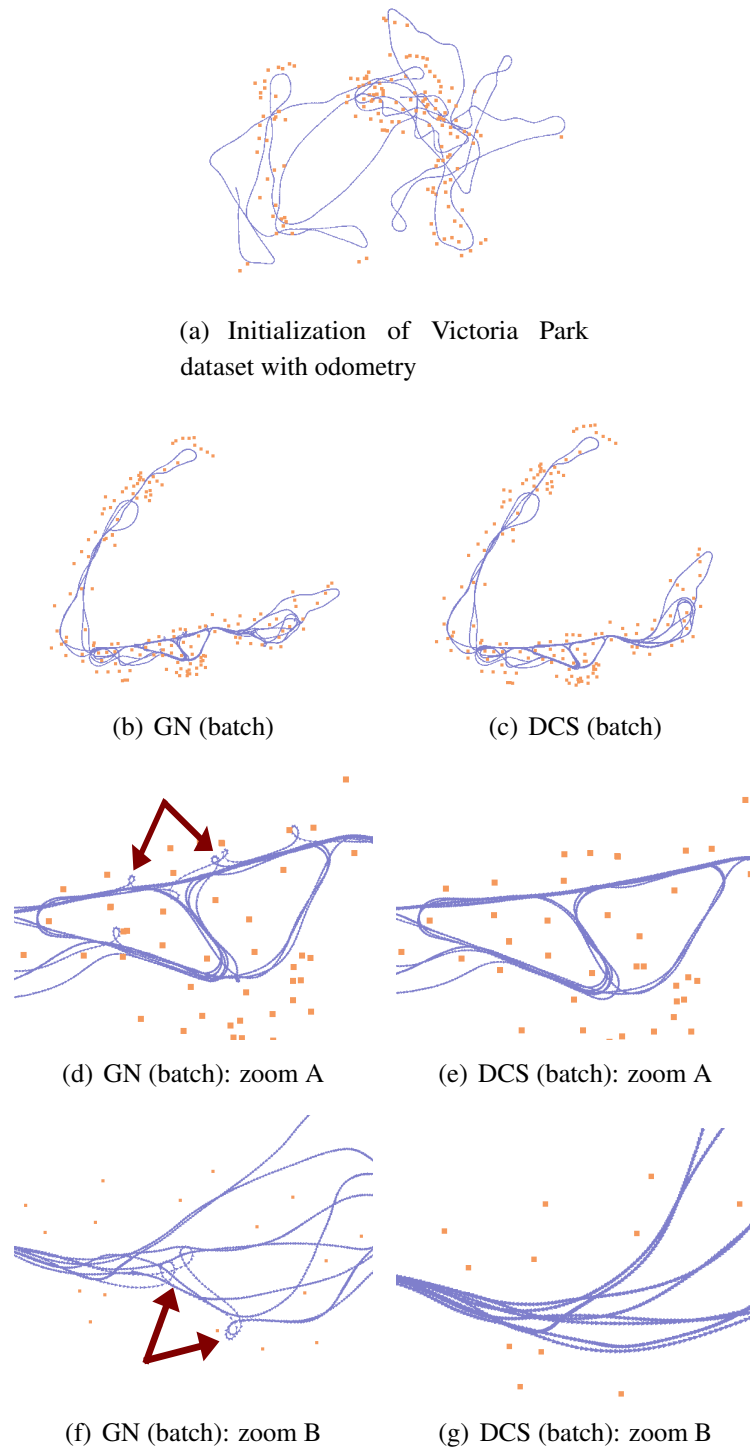 (a) Initialization of Victoria Park
dataset with odometry
(b) GN (batch)
(c) DCS (batch)
(d) GN (batch): zoom A
(e) DCS (batch): zoom A
(f) GN (batch): zoom B
(g) DCS (batch): zoom B